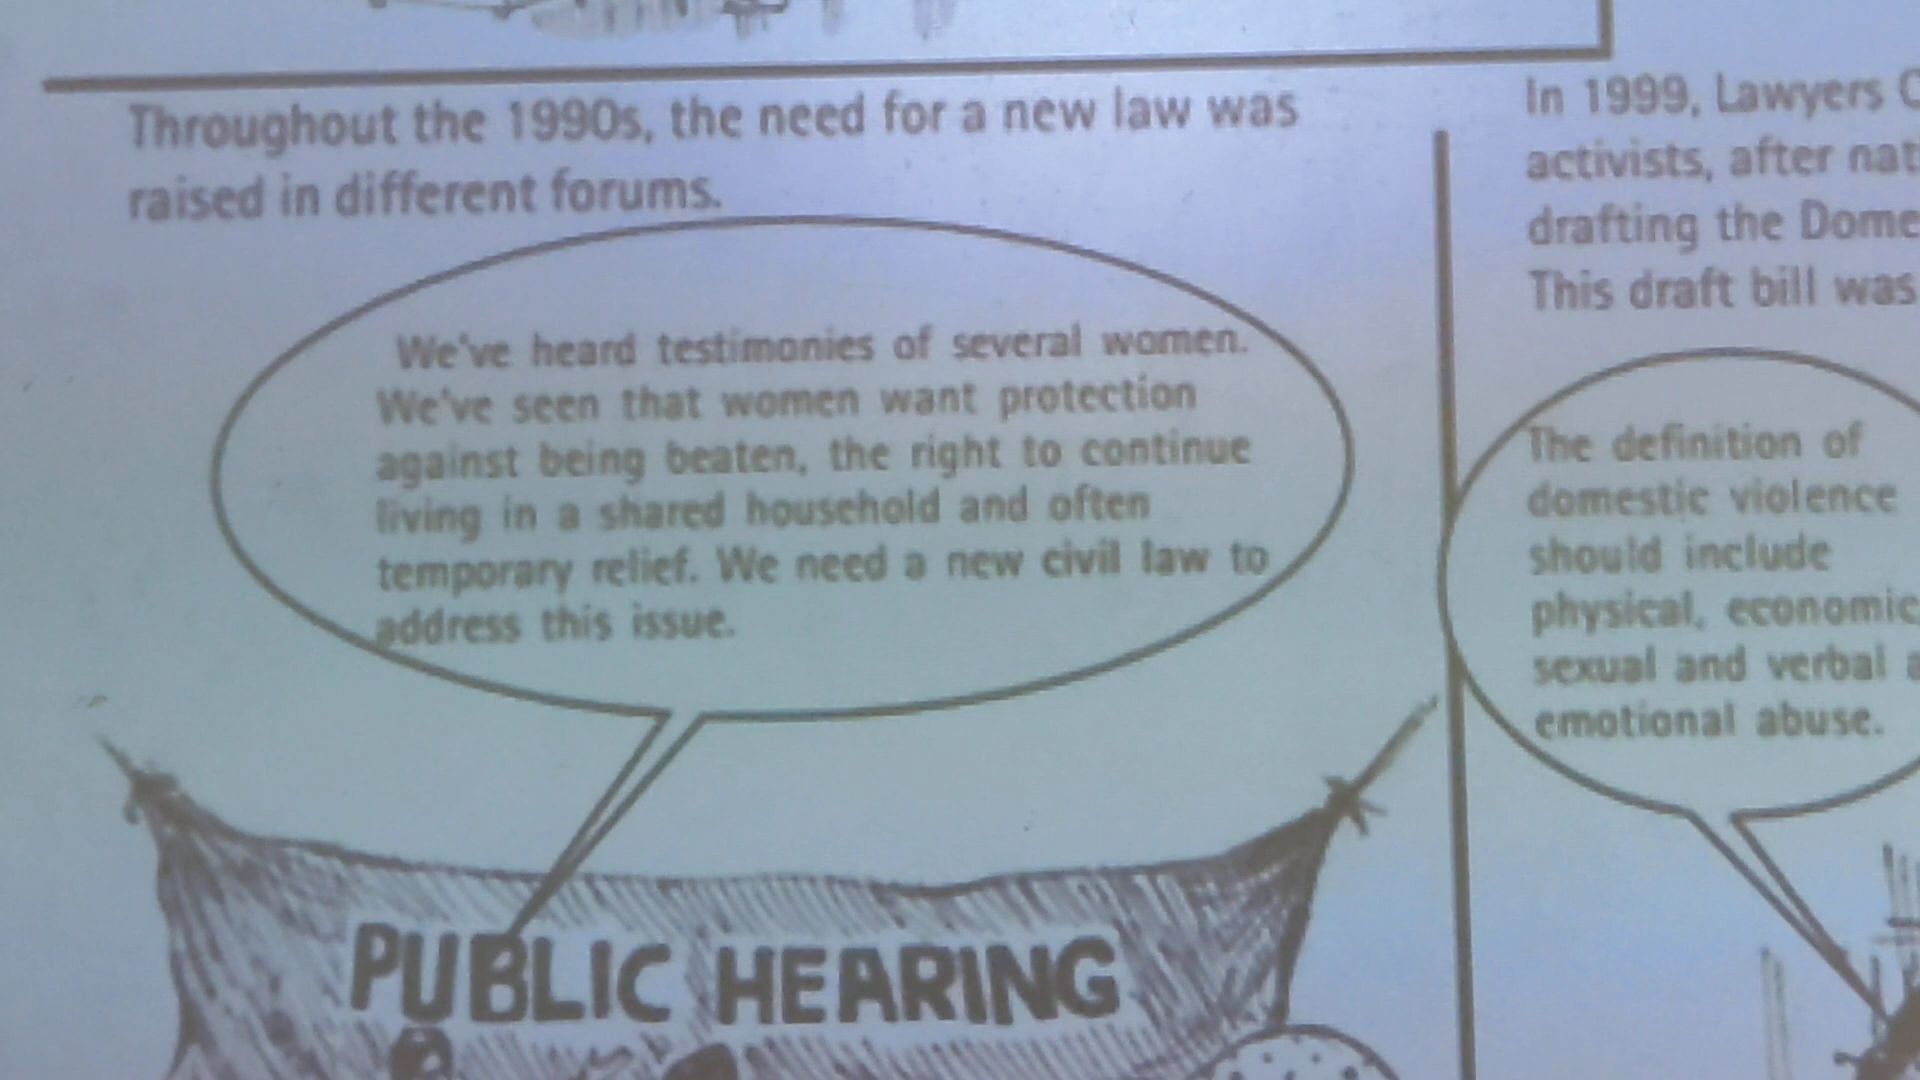 Throughout the 1990s, the need for a new law was
raised in different forums.
We've heard testimonies of several women.
We've seen that women want protection
against being beaten, the right to continue
living in a shared household and often
temporary relief. We need a new civil law to
address this issue.
PUBLIC HEARING
In 1999, Lawyers
activists, after
drafting the
This draft bill was
The definition of
domestic violence
should include
physical, economic
sexual and verbal
emotional abuse.